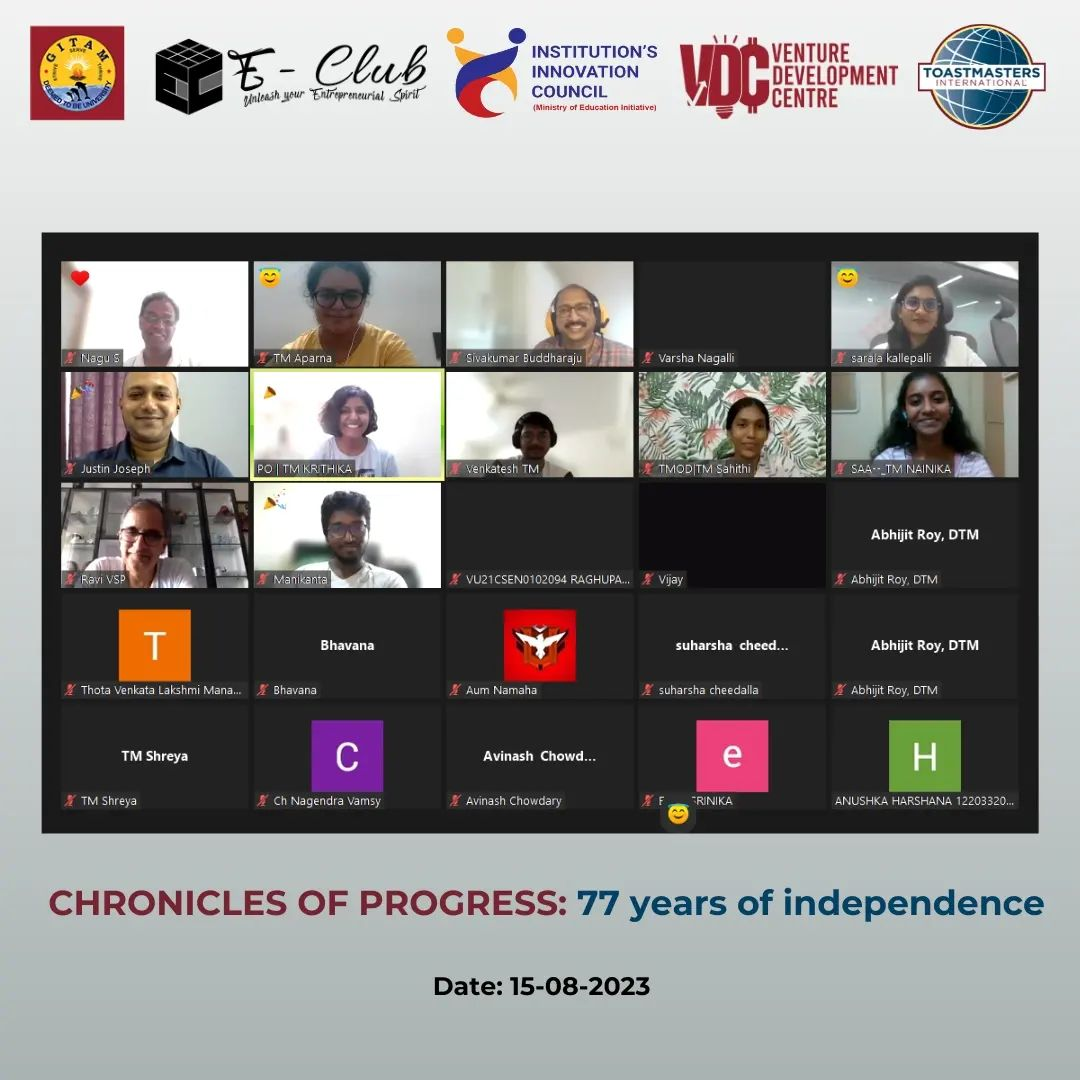 GITAM
SERVE
DEEMED TO BE UNIVERSITY
E - Club
Unleash your Entrepreneurial Spirit
INSTITUTION'S
INNOVATION
COUNCIL
(Ministry of Education Initiative)
VDC
VENTURE
DEVELOPMENT
CENTRE
TOASTMASTERS
INTERNATIONAL
Nagu S
TM Aparna
Sivakumar Buddharaju
Varsha Nagalli
sarala kallepalli
Justin Joseph
PO | TM KRITHIKA
Venkatesh TM
TMOD|TM Sahithi
SAA--_TM NAINIKA
Ravi VSP
Manikanta
VU21CSEN0102094 RAGHUPA...
Vijay
Abhijit Roy, DTM
Abhijit Roy, DTM
T
Thota Venkata Lakshmi Mana...
Bhavana
Bhavana
Aum Namaha
suharsha cheed...
suharsha cheedalla
Abhijit Roy, DTM
Abhijit Roy, DTM
TM Shreya
TM Shreya
C
Ch Nagendra Vamsy
Avinash Chowd...
Avinash Chowdary
e
RINIKA
H
ANUSHKA HARSHANA 12203320...
CHRONICLES OF PROGRESS: 77 years of independence
Date: 15-08-2023